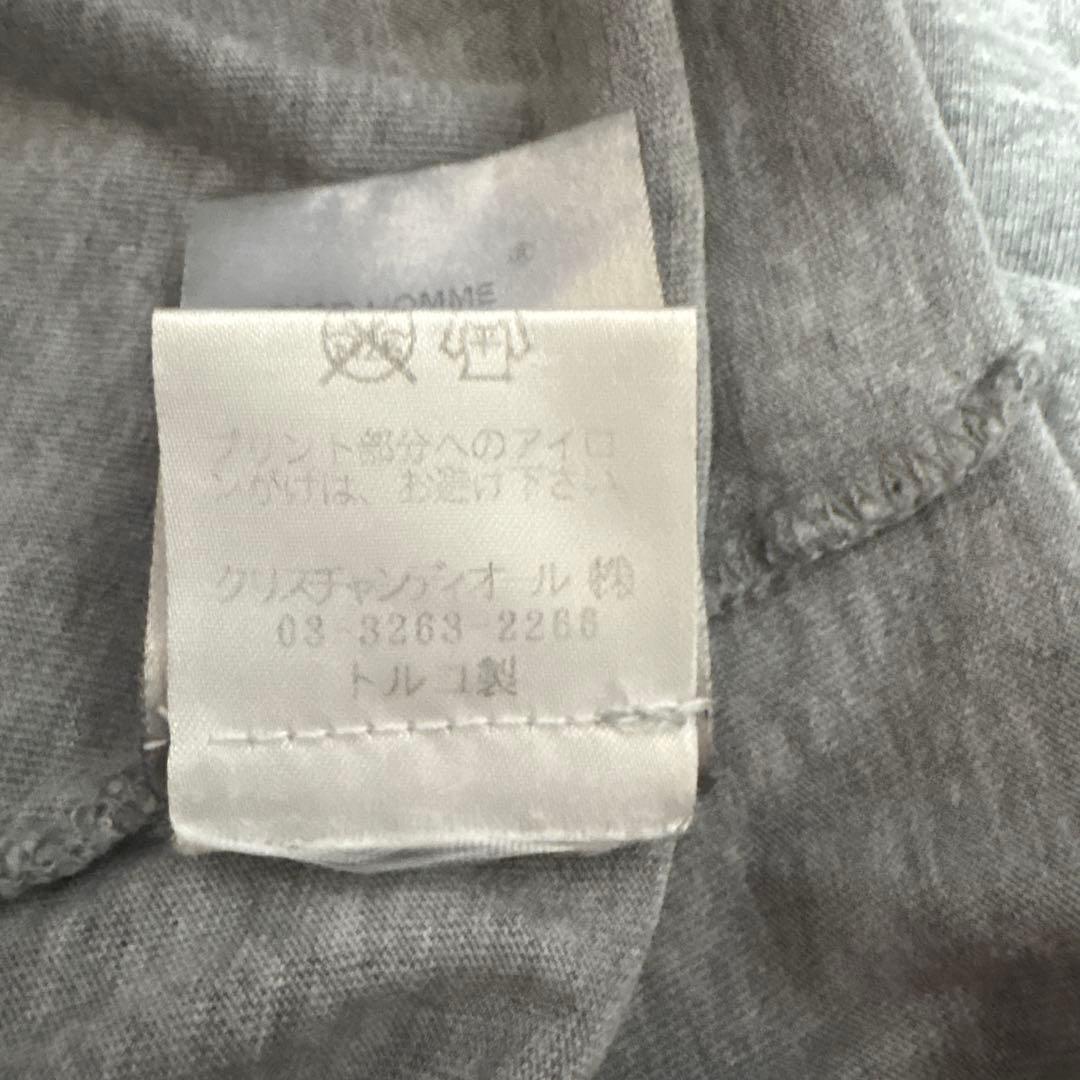 ®
DIOR HOMME
プリント部分へのアイロ
ンがけは、お避け下さい
クリスチャンディオール㈱
03-3263-2266
トルコ製